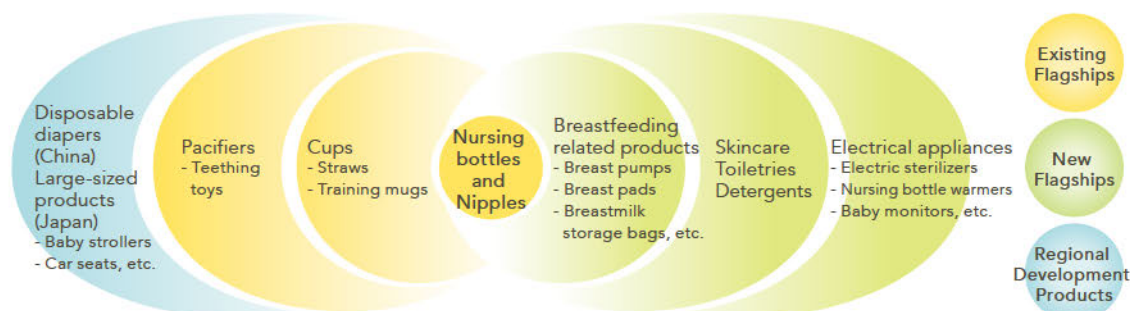 Disposable
diapers
(China)
Large-sized
products
(Japan)
- Baby strollers
- Car seats, etc.
Pacifiers
- Teething
toys
Cups
- Straws
- Training mugs
Nursing
bottles
and
Nipples
Breastfeeding
related products
- Breast pumps
- Breast pads
- Breastmilk
storage bags, etc.
Skincare
Toiletries
Detergents
Electrical appliances
- Electric sterilizers
- Nursing bottle warmers
- Baby monitors, etc.
Existing
Flagships
New
Flagships
Regional
Development
Products